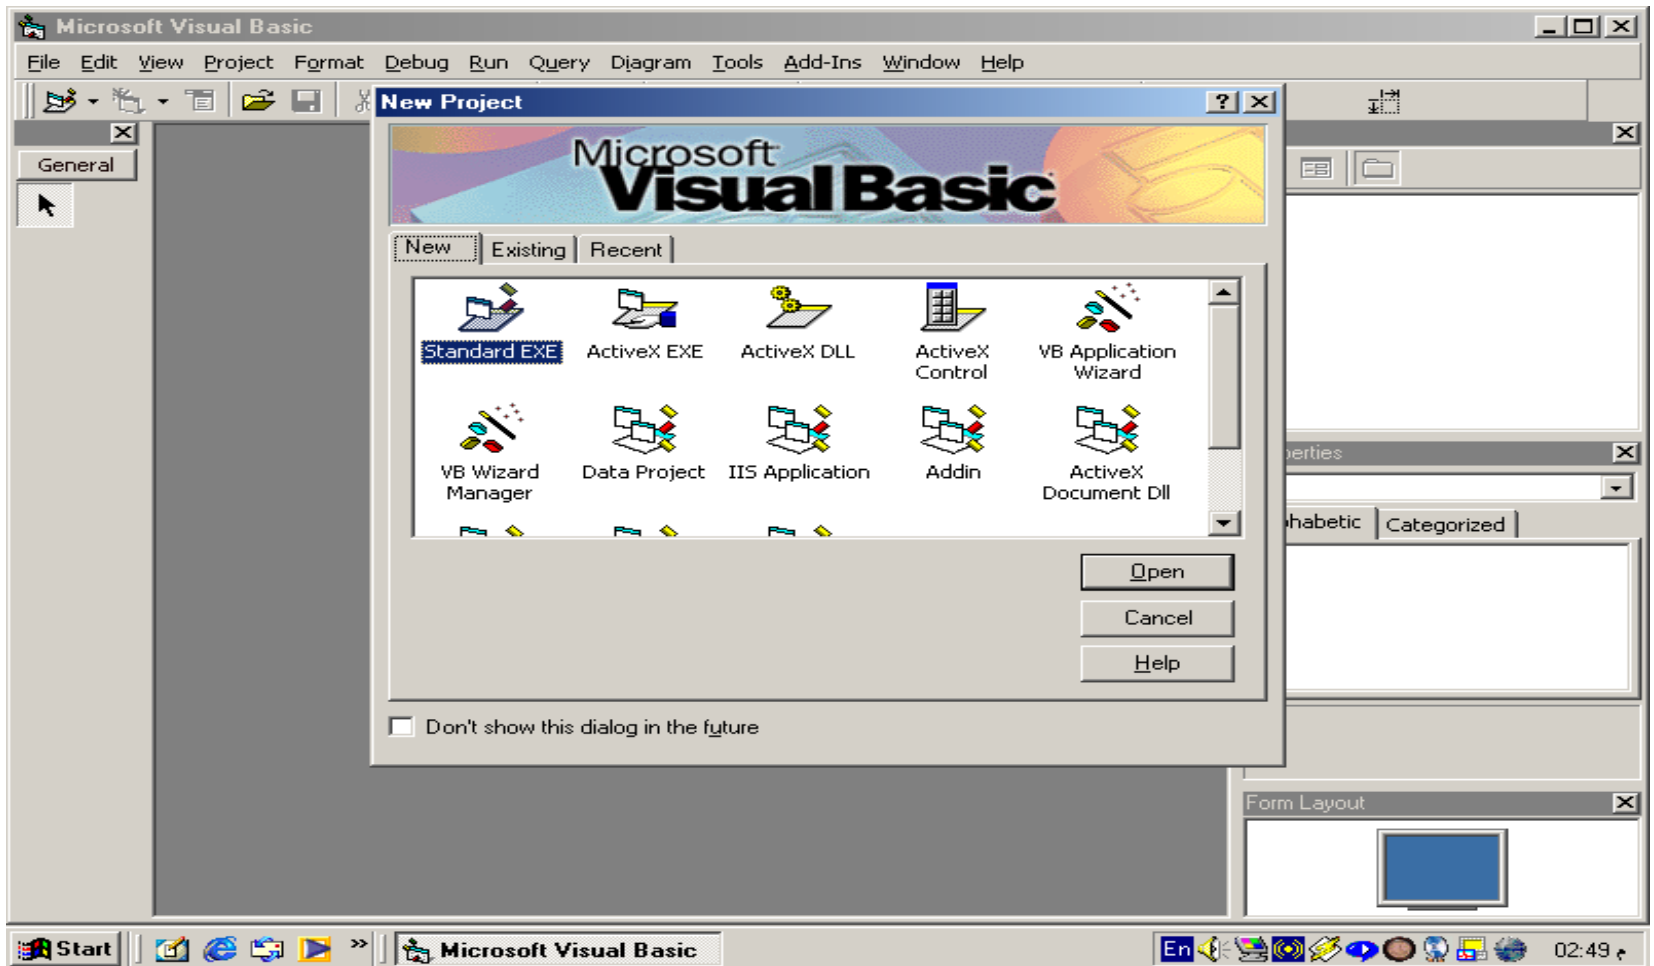 Microsoft Visual Basic
File Edit View Project Format Debug Run Query Diagram Tools Add-Ins Window Help
New Project
General
Microsoft
Visual Basic
New Existing Recent
Standard EXE ActiveX EXE ActiveX DLL ActiveX Control VB Application Wizard
VB Wizard Manager Data Project IIS Application Addin ActiveX Document Dll
perties
habetic Categorized
Open
Cancel
Help
Don't show this dialog in the future
Form Layout
Start Microsoft Visual Basic En 02:49 م